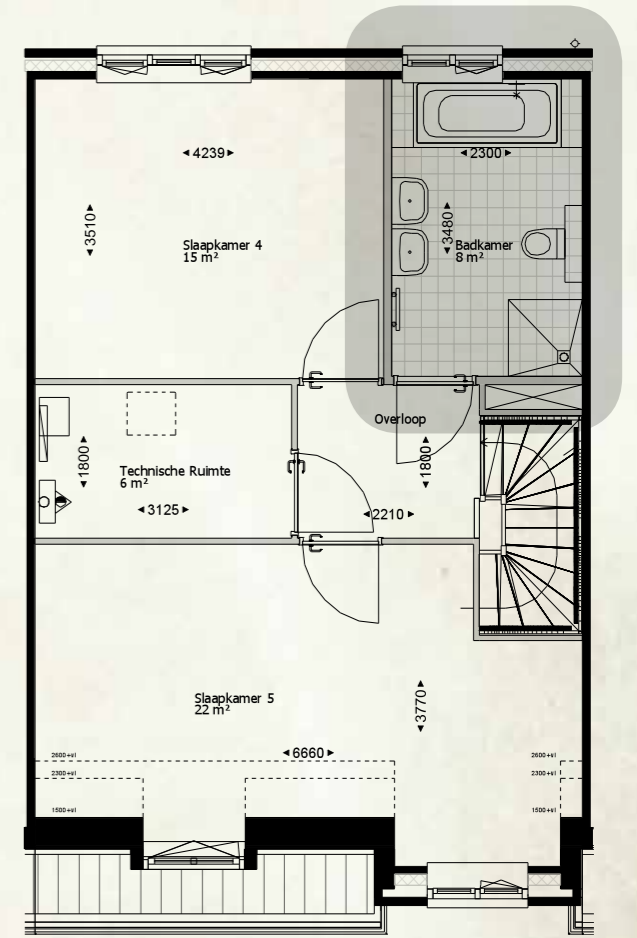 4239
2300
3510
3480
Slaapkamer 4
15 m²
Badkamer
8 m²
Overloop
1800
Technische Ruimte
6 m²
1800
3125
2210
Slaapkamer 5
22 m²
3770
6660
2600+vl
2600+vl
2300+vl
2300+vl
1500+vl
1500+vl